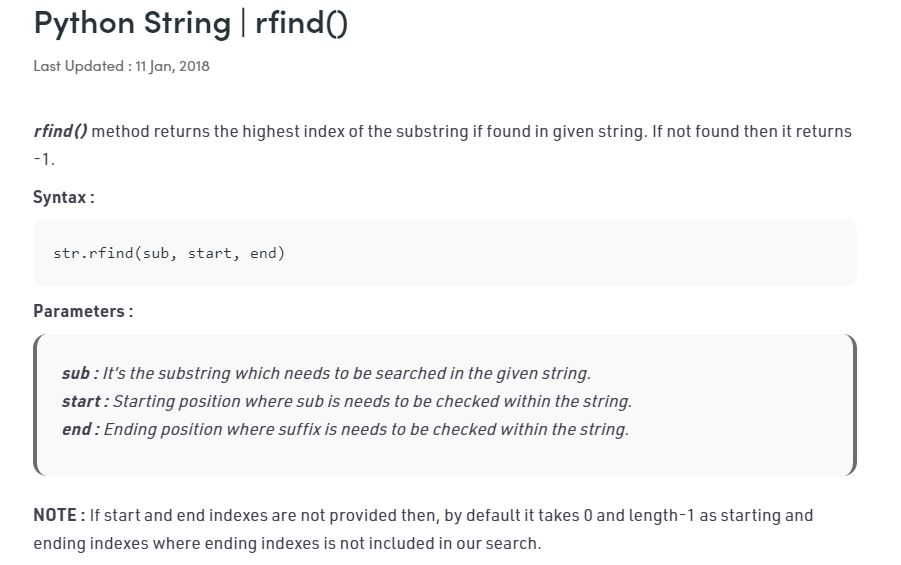 Python String | rfind()
Last Updated : 11 Jan, 2018
rfind() method returns the highest index of the substring if found in given string. If not found then it returns
-1.
Syntax :
str.rfind(sub, start, end)
Parameters :
sub : It's the substring which needs to be searched in the given string.
start : Starting position where sub is needs to be checked within the string.
end : Ending position where suffix is needs to be checked within the string.
NOTE : If start and end indexes are not provided then, by default it takes 0 and length-1 as starting and
ending indexes where ending indexes is not included in our search.